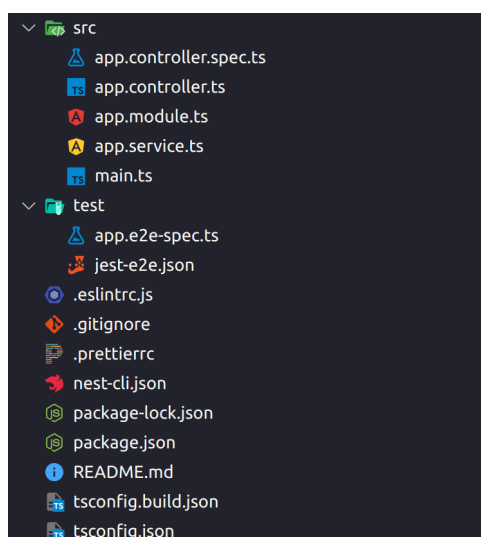 src
app.controller.spec.ts
app.controller.ts
app.module.ts
app.service.ts
main.ts
test
app.e2e-spec.ts
jest-e2e.json
.eslintrc.js
.gitignore
.prettierrc
nest-cli.json
package-lock.json
package.json
README.md
tsconfig.build.json
tsconfig.json